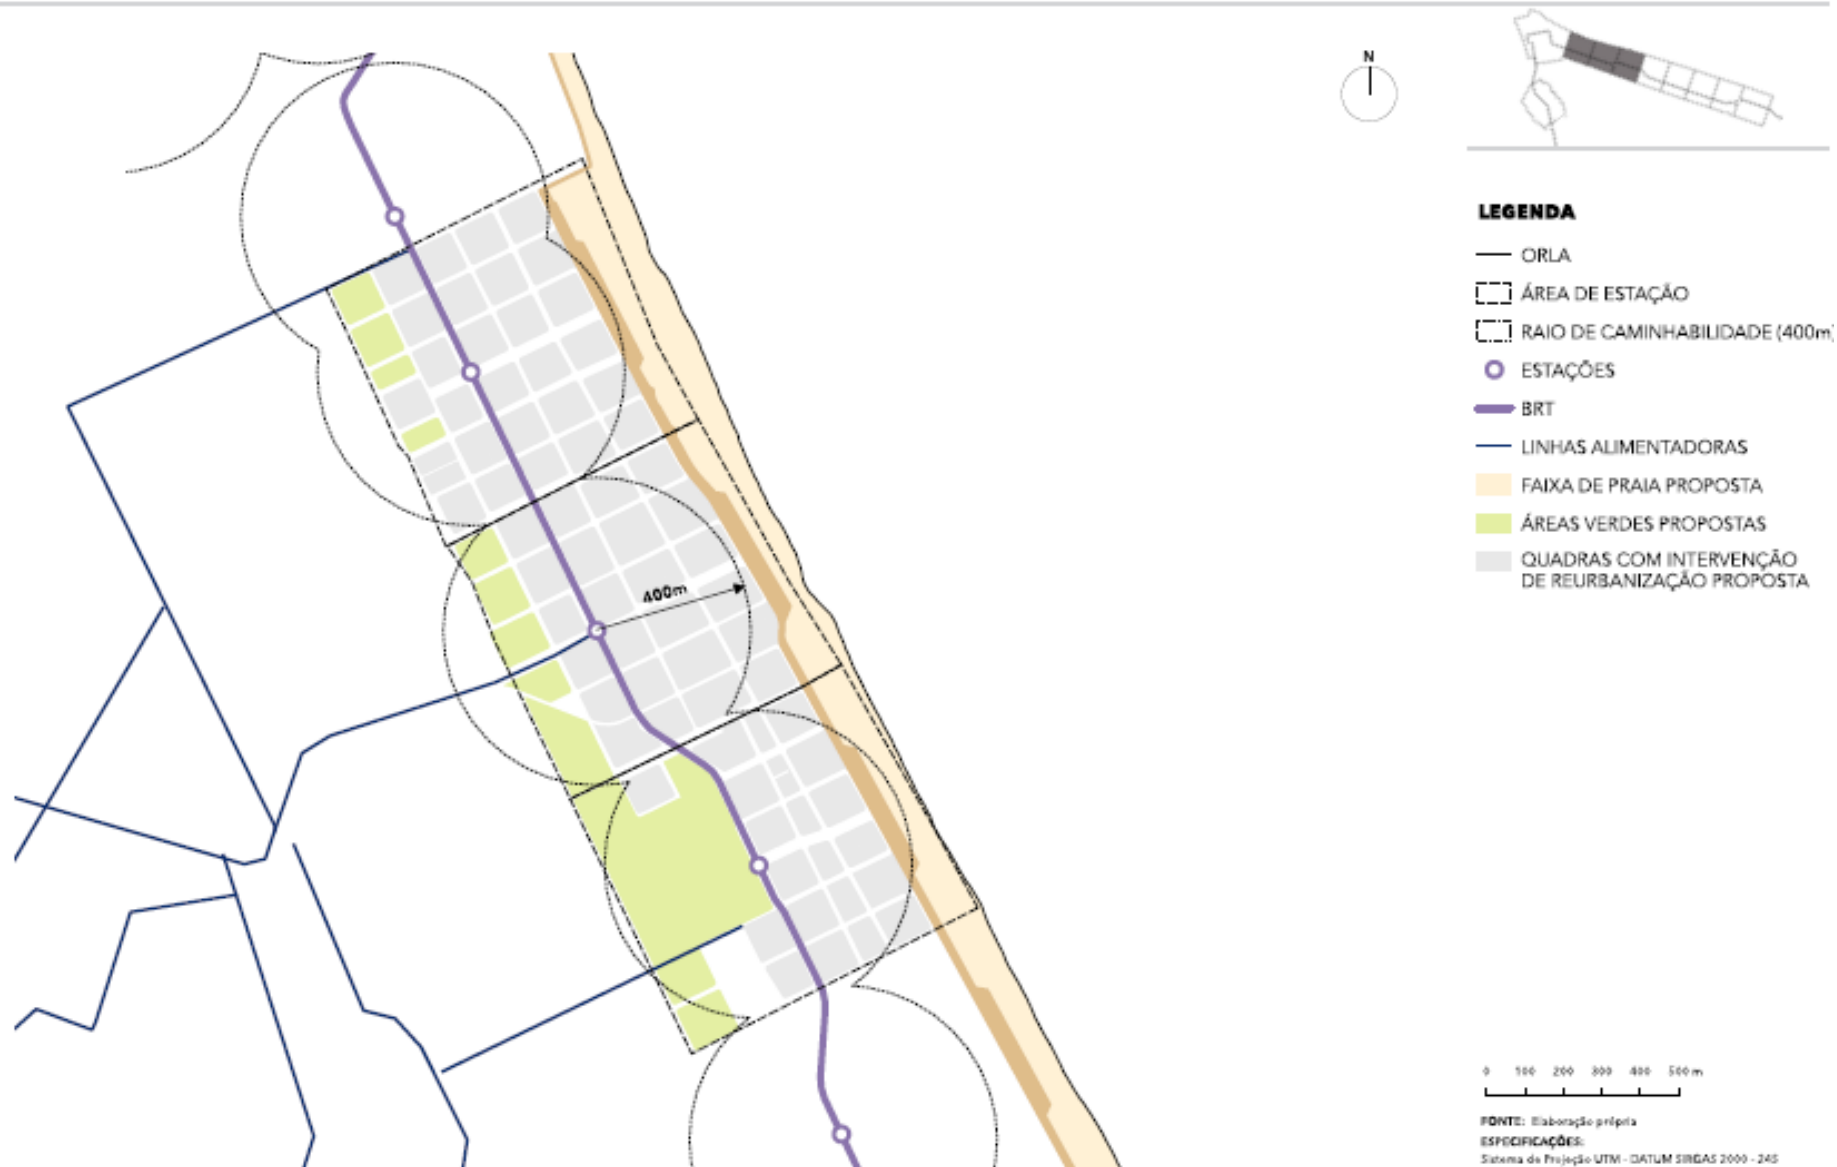 N
LEGENDA
ORLA
ÁREA DE ESTAÇÃO
RAIO DE CAMINHABILIDADE (400m)
ESTAÇÕES
BRT
LINHAS ALIMENTADORAS
FAIXA DE PRAIA PROPOSTA
ÁREAS VERDES PROPOSTAS
QUADRAS COM INTERVENÇÃO
DE REURBANIZAÇÃO PROPOSTA
400m
0 100 200 300 400 500 m
FONTE: Elaboração própria
ESPECIFICAÇÕES:
Sistema de Projeção UTM - DATUM SIRGAS 2000 - 24S